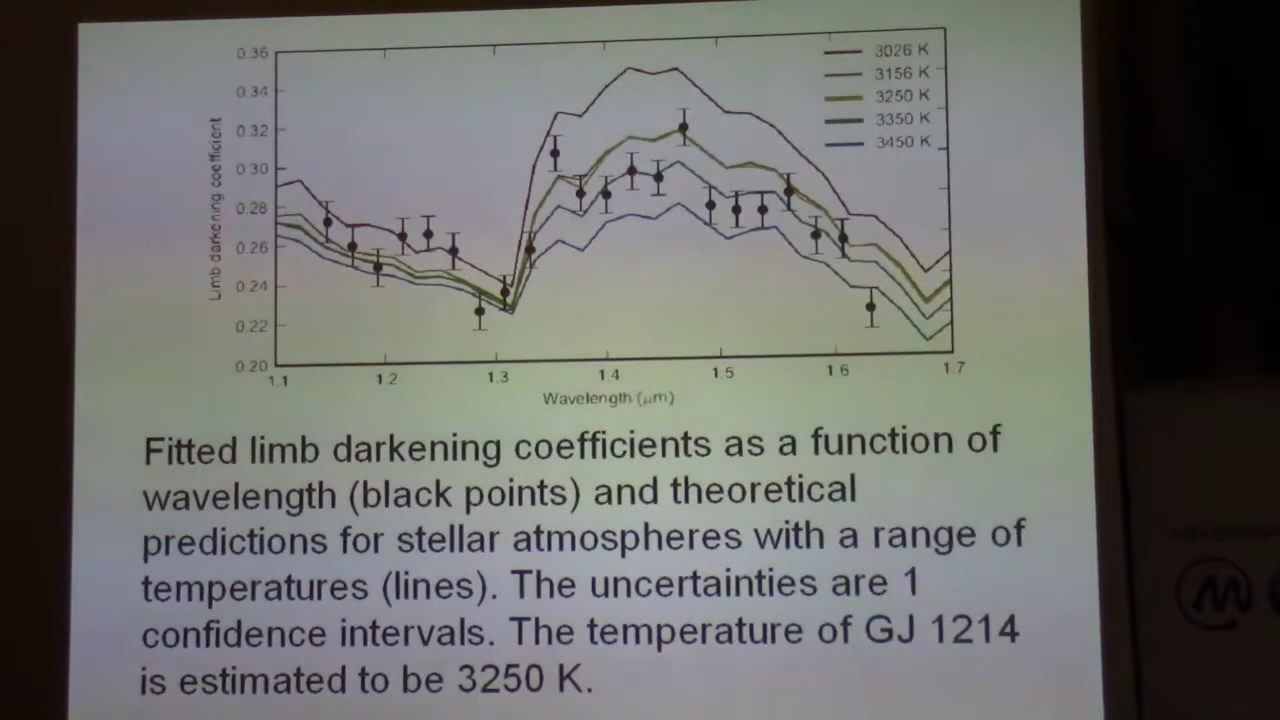 0.36
0.34
0.32
0.30
0.28
0.26
0.24
0.22
0.20
Limb darkening coefficient
3026 K
3156 K
3250 K
3350 K
3450 K
1.1 1.2 1.3 1.4 1.5 1.6 1.7
Wavelength (μm)
Fitted limb darkening coefficients as a function of
wavelength (black points) and theoretical
predictions for stellar atmospheres with a range of
temperatures (lines). The uncertainties are 1
confidence intervals. The temperature of GJ 1214
is estimated to be 3250 K.